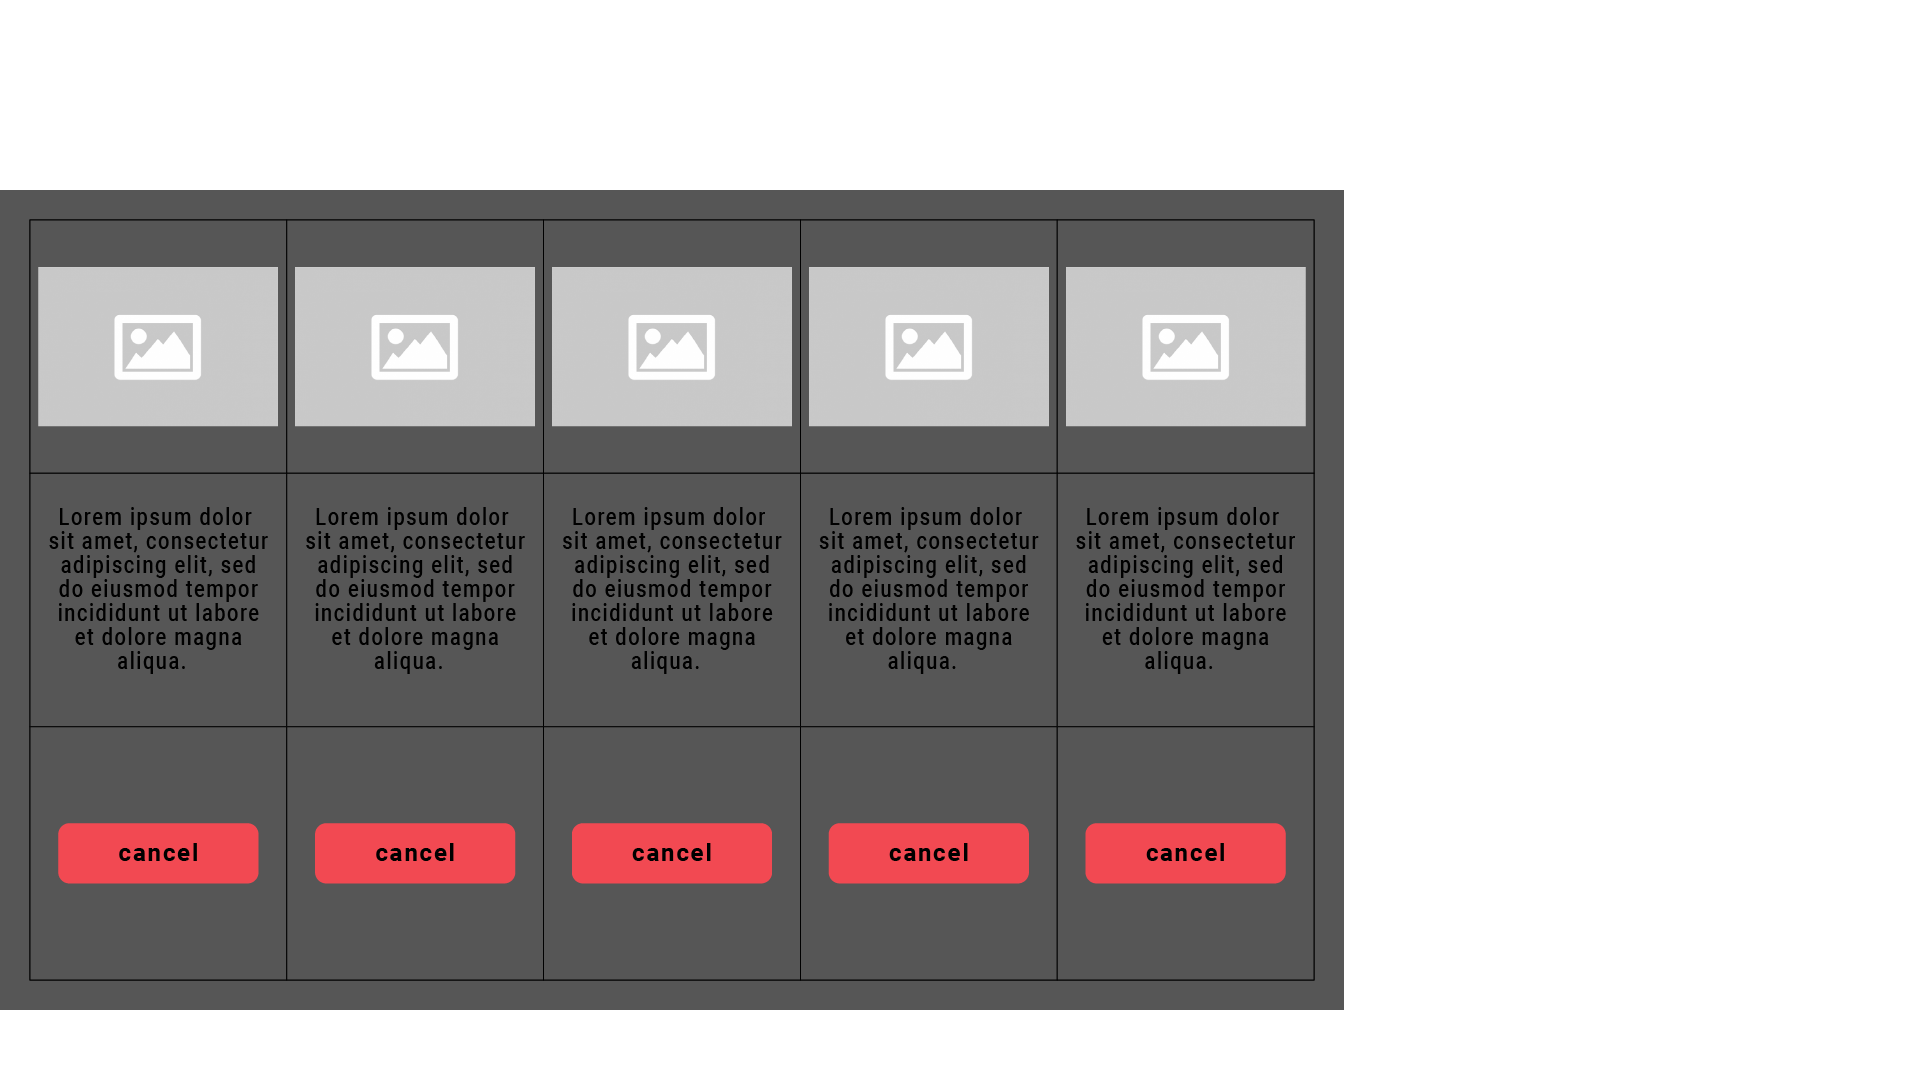 Lorem ipsum dolor
sit amet, consectetur
adipiscing elit, sed
do eiusmod tempor
incididunt ut labore
et dolore magna
aliqua.
Lorem ipsum dolor
sit amet, consectetur
adipiscing elit, sed
do eiusmod tempor
incididunt ut labore
et dolore magna
aliqua.
Lorem ipsum dolor
sit amet, consectetur
adipiscing elit, sed
do eiusmod tempor
incididunt ut labore
et dolore magna
aliqua.
Lorem ipsum dolor
sit amet, consectetur
adipiscing elit, sed
do eiusmod tempor
incididunt ut labore
et dolore magna
aliqua.
Lorem ipsum dolor
sit amet, consectetur
adipiscing elit, sed
do eiusmod tempor
incididunt ut labore
et dolore magna
aliqua.
cancel
cancel
cancel
cancel
cancel